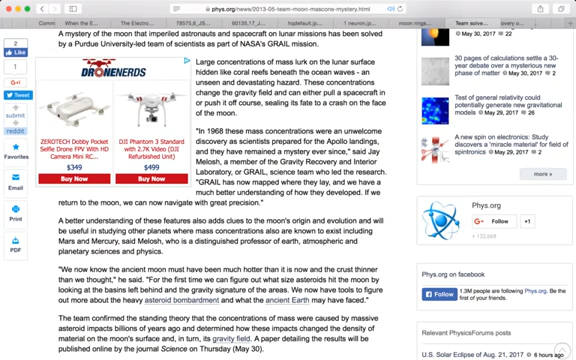 phys.org/news/2013-05-team-moon-mascons-mystery.html
Comm
When the E
The Electro
hqdefault.jp
1 neuron.jp
moon rings
Team solve
overy o
2
Like
1
G+1
Tweet
submit
reddit
Favorites
Email
Print
PDF
A mystery of the moon that imperiled astronauts and spacecraft on lunar missions has been solved
by a Purdue University-led team of scientists as part of NASA's GRAIL mission.
DRONENERDS
ZEROTECH Dobby Pocket
Selfie Drone FPV With HD
Camera Mini RC...
$349
Buy Now
DJI Phantom 3 Standard
with 2.7K Video (DJI
Refurbished Unit)
$499
Buy Now
Large concentrations of mass lurk on the lunar surface
hidden like coral reefs beneath the ocean waves - an
unseen and devastating hazard. These concentrations
change the gravity field and can either pull a spacecraft in
or push it off course, sealing its fate to a crash on the face
of the moon.
"In 1968 these mass concentrations were an unwelcome
discovery as scientists prepared for the Apollo landings,
and they have remained a mystery ever since," said Jay
Melosh, a member of the Gravity Recovery and Interior
Laboratory, or GRAIL, science team who led the research.
"GRAIL has now mapped where they lay, and we have a
much better understanding of how they developed. If we
return to the moon, we can now navigate with great precision."
A better understanding of these features also adds clues to the moon's origin and evolution and will
be useful in studying other planets where mass concentrations also are known to exist including
Mars and Mercury, said Melosh, who is a distinguished professor of earth, atmospheric and
planetary sciences and physics.
"We now know the ancient moon must have been much hotter than it is now and the crust thinner
than we thought," he said. "For the first time we can figure out what size asteroids hit the moon by
looking at the basins left behind and the gravity signature of the areas. We now have tools to figure
out more about the heavy asteroid bombardment and what the ancient Earth may have faced."
The team confirmed the standing theory that the concentrations of mass were caused by massive
asteroid impacts billions of years ago and determined how these impacts changed the density of
material on the moon's surface and, in turn, its gravity field. A paper detailing the results will be
published online by the journal Science on Thursday (May 30).
May 30, 2017 22
30 pages of calculations settle a 30-
year debate over a mysterious new
phase of matter
May 30, 2017 2
Test of general relativity could
potentially generate new gravitational
models
May 29, 2017 26
A new spin on electronics: Study
discovers a 'miracle material' for field
of spintronics
May 29, 2017 2
more »
Phys.org
G+ Follow +1
Phys.org on facebook
Follow 1.3M people are following Phys.org. Be the
first of your friends.
Relevant PhysicsForums posts
U.S. Solar Eclipse of Aug. 21, 2017
6 hours ago